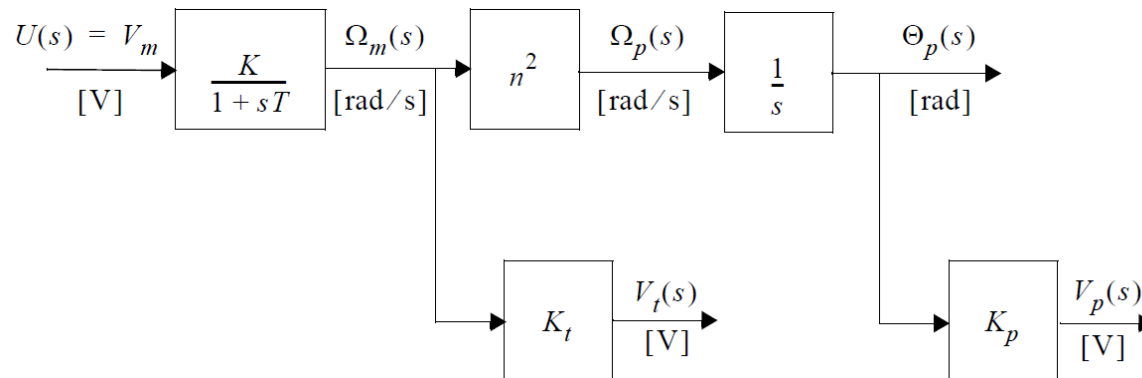 U(s) = V_m
[V]
K
1 + sT
Ω_m(s)
[rad/s]
n^2
Ω_p(s)
[rad/s]
1
s
Θ_p(s)
[rad]
K_t
V_t(s)
[V]
K_p
V_p(s)
[V]